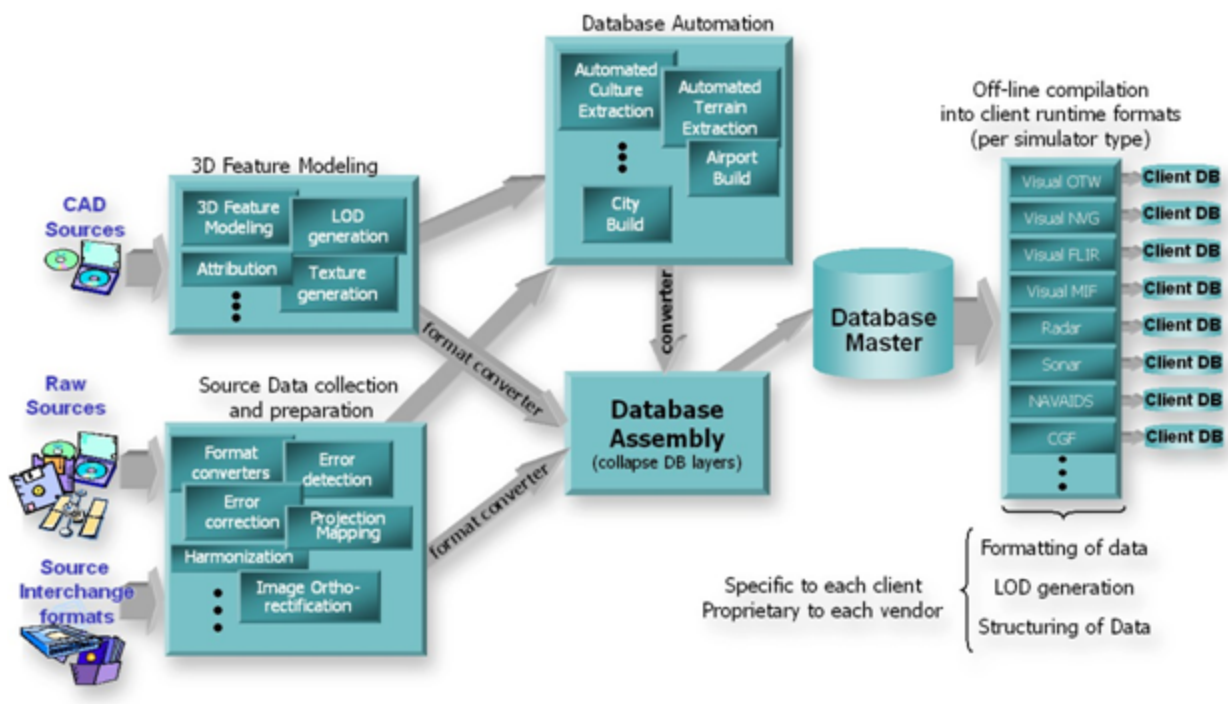 Database Automation
Automated
Culture
Extraction
Automated
Terrain
Extraction
Airport
Build
City
Build
3D Feature Modeling
3D Feature
Modeling
LOD
generation
Attribution
Texture
generation
CAD
Sources
format converter
converter
Source Data collection
and preparation
Raw
Sources
Format
converters
Error
detection
Error
correction
Projection
Mapping
Harmonization
Image Ortho-
rectification
Source
Interchange
formats
format converter
Database
Assembly
(collapse DB layers)
Database
Master
Off-line compilation
into client runtime formats
(per simulator type)
Visual OTW
Client DB
Visual NVG
Client DB
Visual FLIR
Client DB
Visual MIF
Client DB
Radar
Client DB
Sonar
Client DB
NAVAIDS
Client DB
CGF
Client DB
Specific to each client
Proprietary to each vendor
Formatting of data
LOD generation
Structuring of Data